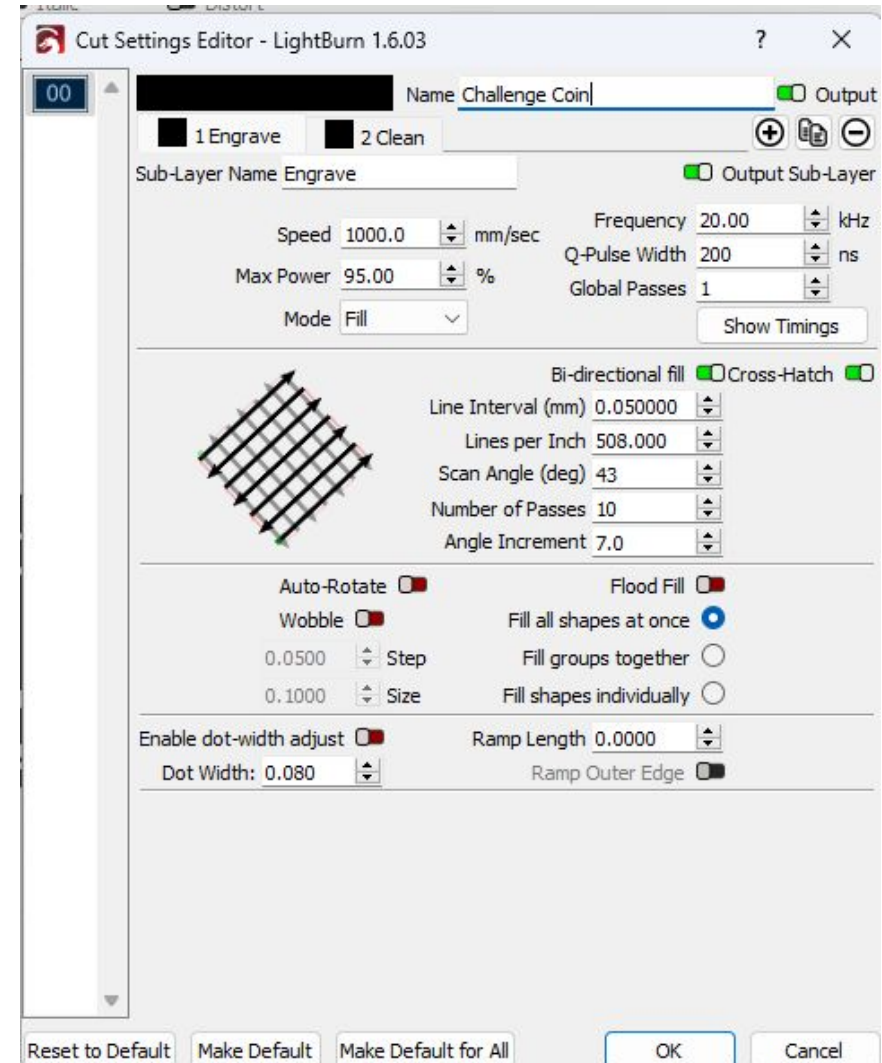 Italic Distort
Cut Settings Editor - LightBurn 1.6.03 ? ×
00
Name Challenge Coin Output
1 Engrave 2 Clean
Sub-Layer Name Engrave Output Sub-Layer
Speed 1000.0 mm/sec Frequency 20.00 kHz
Q-Pulse Width 200 ns
Max Power 95.00 % Global Passes 1
Mode Fill Show Timings
Bi-directional fill Cross-Hatch
Line Interval (mm) 0.050000
Lines per Inch 508.000
Scan Angle (deg) 43
Number of Passes 10
Angle Increment 7.0
Auto-Rotate Flood Fill
Wobble Fill all shapes at once
0.0500 Step Fill groups together
0.1000 Size Fill shapes individually
Enable dot-width adjust Ramp Length 0.0000
Dot Width: 0.080 Ramp Outer Edge
Reset to Default Make Default Make Default for All OK Cancel